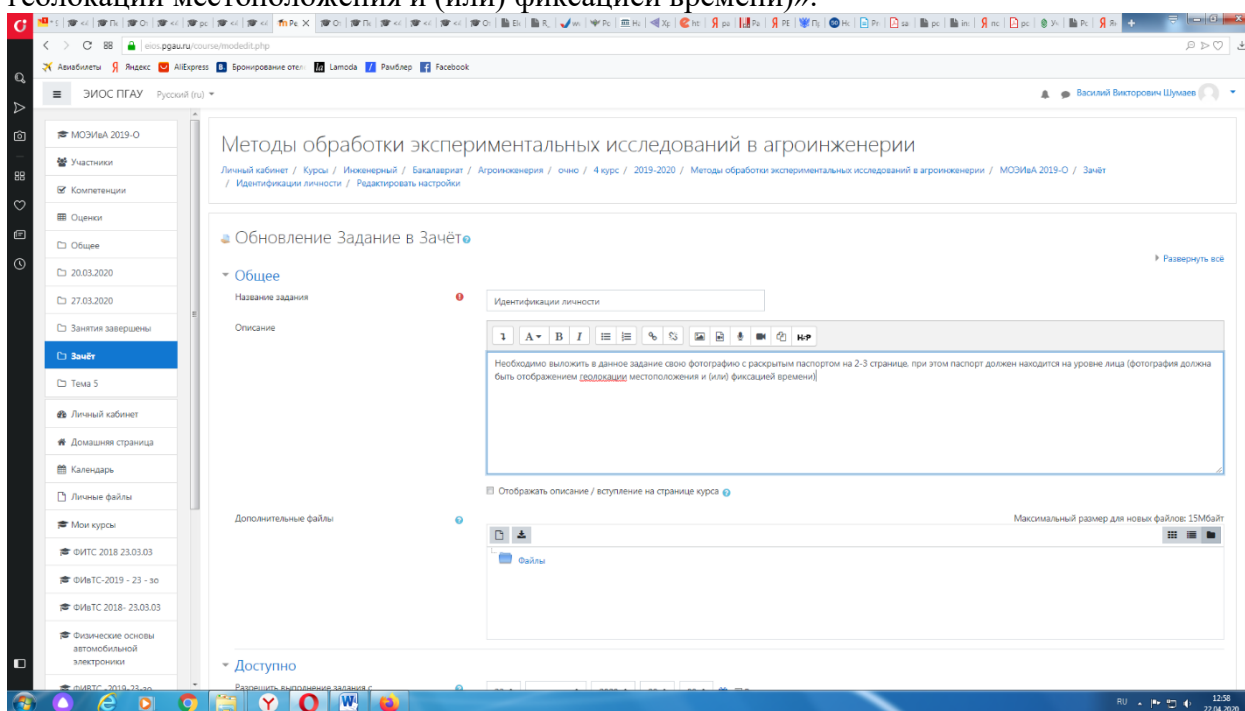 геолокации местоположения и (или) фиксацией времени)».
eios.pgau.ru/course/modedit.php
Авиабилеты Яндекс AliExpress Бронирование отел Lamoda Рамблер Facebook
ЭИОС ПГАУ Русский (ru)
Василий Викторович Шумаев
МОЭИвА 2019-О
Участники
Компетенции
Оценки
Общее
20.03.2020
27.03.2020
Занятия завершены
Зачёт
Тема 5
Личный кабинет
Домашняя страница
Календарь
Личные файлы
Мои курсы
ФИТС 2018 23.03.03
ФИвТС-2019 - 23 - зо
ФИвТС 2018- 23.03.03
Физические основы
автомобильной
электроники
ФИВТС -2019-23-зо
Методы обработки экспериментальных исследований в агроинженерии
Личный кабинет / Курсы / Инженерный / Бакалавриат / Агроинженерия / очно / 4 курс / 2019-2020 / Методы обработки экспериментальных исследований в агроинженерии / МОЭИвА 2019-О / Зачёт
/ Идентификации личности / Редактировать настройки
Обновление Задание в Зачёт
Развернуть всё
Общее
Название задания
Идентификации личности
Описание
Необходимо выложить в данное задание свою фотографию с раскрытым паспортом на 2-3 странице. при этом паспорт должен находится на уровне лица (фотография должна
быть отображением геолокации местоположения и (или) фиксацией времени)
Отображать описание / вступление на странице курса
Дополнительные файлы
Максимальный размер для новых файлов: 15Мбайт
Файлы
Доступно
Разрешить выполнение задания с
RU
12:58
22.04.2020